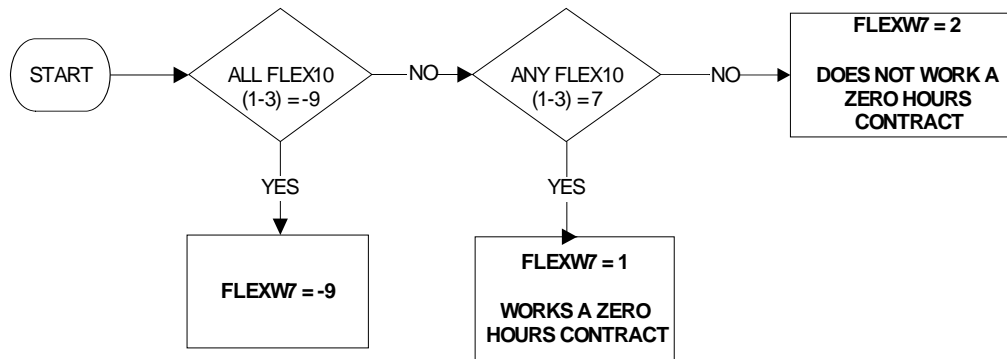 START
ALL FLEX10
(1-3) = -9
NO
ANY FLEX10
(1-3) = 7
NO
FLEXW7 = 2
DOES NOT WORK A
ZERO HOURS
CONTRACT
YES
YES
FLEXW7 = -9
FLEXW7 = 1
WORKS A ZERO
HOURS CONTRACT